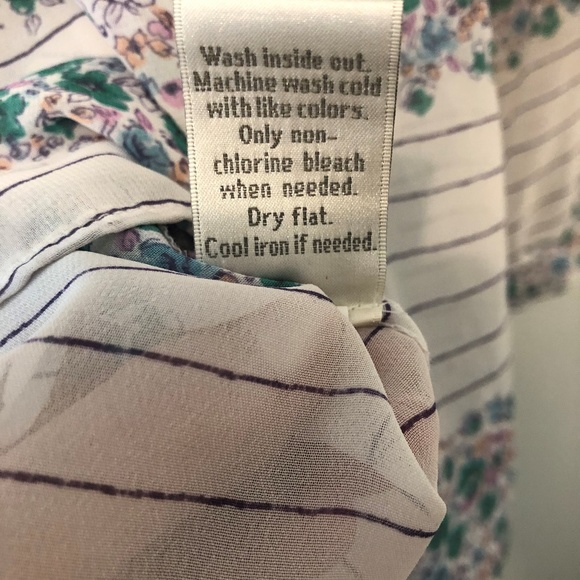 Wash inside out.
Machine wash cold
with like colors.
Only non-
chlorine bleach
when needed.
Dry flat.
Cool iron if needed.